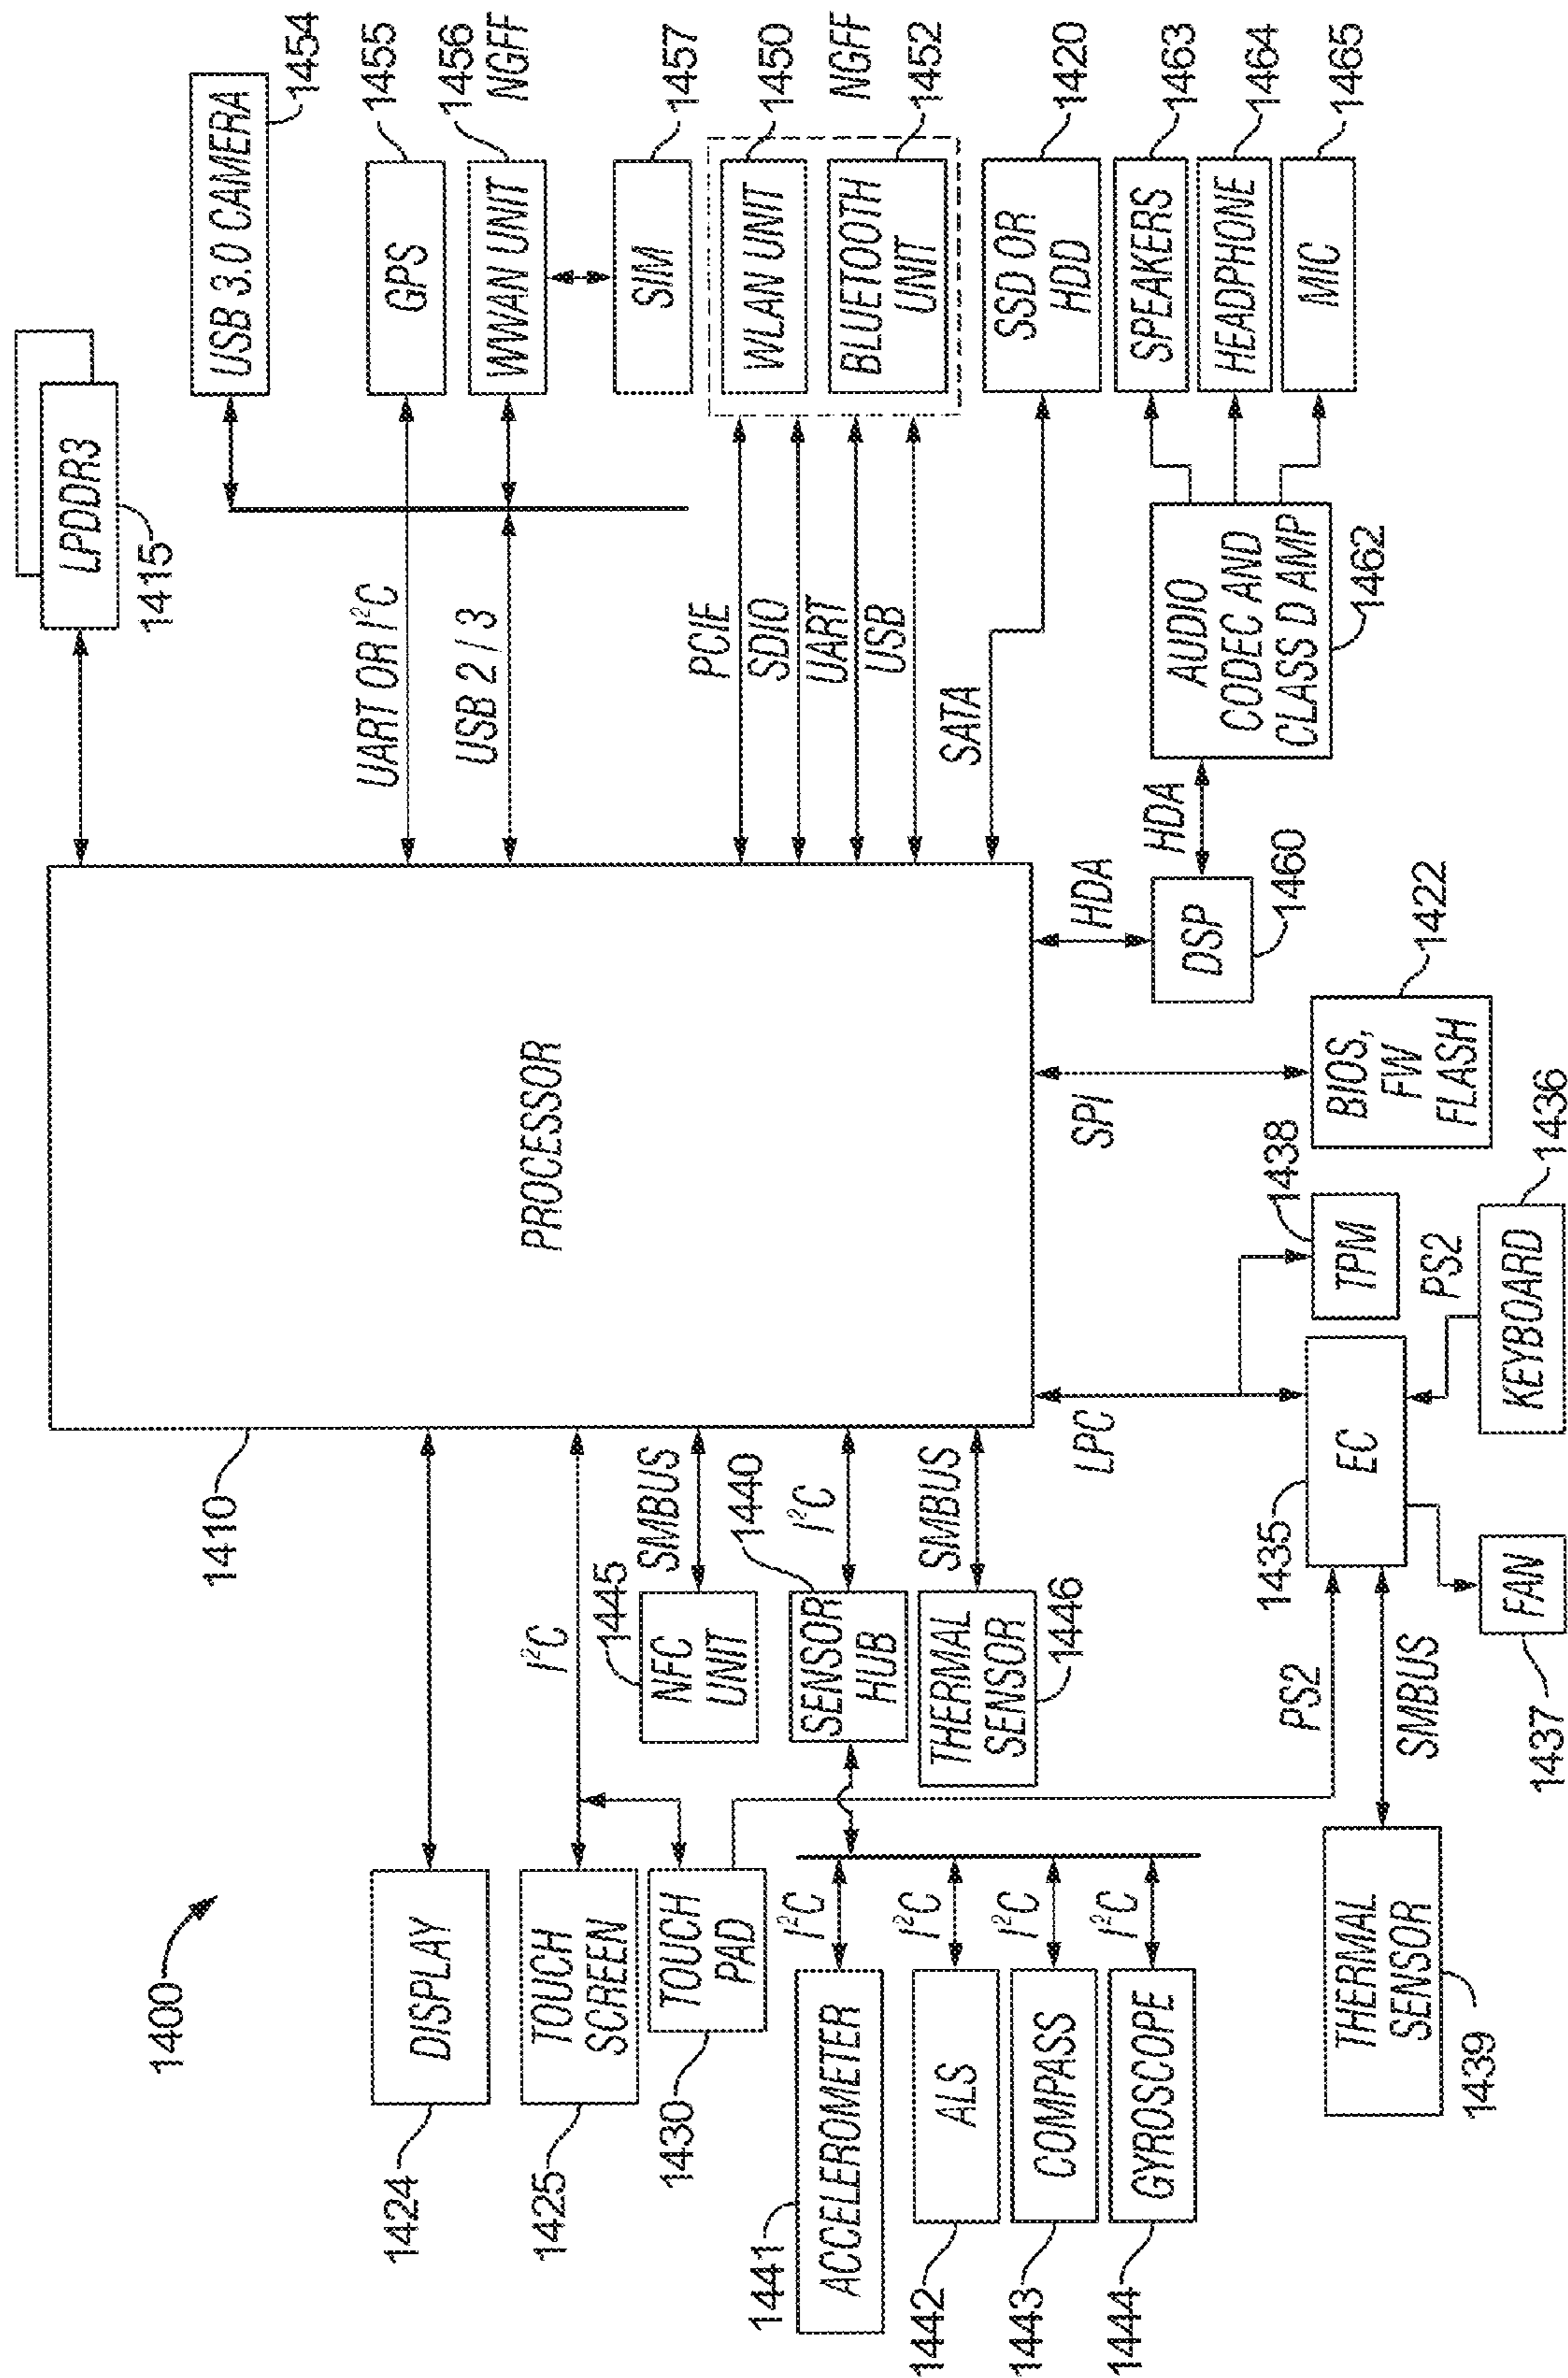 1400
1410
PROCESSOR
LPDDR3
1415
USB 3.0 CAMERA
1454
DISPLAY
1424
UART OR I²C
GPS
1455
USB 2 / 3
WWAN UNIT
1456
NGFF
SIM
1457
TOUCH
SCREEN
1425
I²C
TOUCH
PAD
1430
NFC
UNIT
1445
SMBUS
PCIE
SDIO
UART
USB
WLAN UNIT
1450
BLUETOOTH
UNIT
NGFF
1452
SENSOR
HUB
1440
I²C
THERMAL
SENSOR
1446
SMBUS
SATA
SSD OR
HDD
1420
ACCELEROMETER
1441
I²C
ALS
1442
I²C
COMPASS
1443
I²C
GYROSCOPE
1444
I²C
LPC
SPI
HDA
DSP
1460
HDA
AUDIO
CODEC AND
CLASS D AMP
1462
SPEAKERS
1463
HEADPHONE
1464
MIC
1465
PS2
EC
1435
TPM
1438
BIOS,
FW
FLASH
1422
THERMAL
SENSOR
1439
SMBUS
FAN
1437
PS2
KEYBOARD
1436